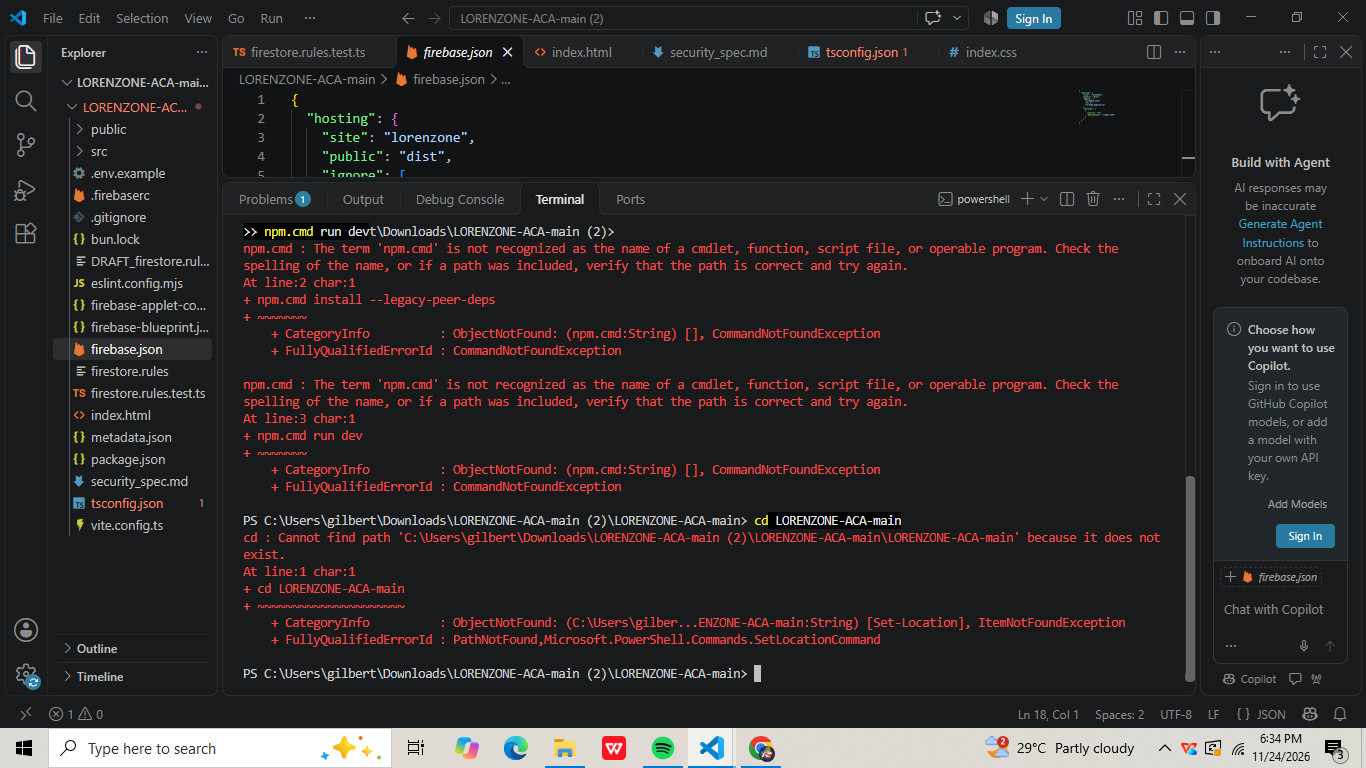 File Edit Selection View Go Run ···
LORENZONE-ACA-main (2)
Sign In
Explorer ···
LORENZONE-ACA-main...
LORENZONE-AC...
public
src
.env.example
.firebaserc
.gitignore
bun.lock
DRAFT_firestore.rul...
eslint.config.mjs
firebase-applet-co...
firebase-blueprint.j...
firebase.json
firestore.rules
firestore.rules.test.ts
index.html
metadata.json
package.json
security_spec.md
tsconfig.json 1
vite.config.ts
Outline
Timeline
firestore.rules.test.ts firebase.json index.html security_spec.md tsconfig.json 1 index.css
LORENZONE-ACA-main > firebase.json > ...
1 {
2 "hosting": {
3 "site": "lorenzone",
4 "public": "dist",
5 "ignore": [
Problems 1 Output Debug Console Terminal Ports
powershell
>> npm.cmd run devt\Downloads\LORENZONE-ACA-main (2)>
npm.cmd : The term 'npm.cmd' is not recognized as the name of a cmdlet, function, script file, or operable program. Check the
spelling of the name, or if a path was included, verify that the path is correct and try again.
At line:2 char:1
+ npm.cmd install --legacy-peer-deps
+ ~~~~~~~
+ CategoryInfo : ObjectNotFound: (npm.cmd:String) [], CommandNotFoundException
+ FullyQualifiedErrorId : CommandNotFoundException
npm.cmd : The term 'npm.cmd' is not recognized as the name of a cmdlet, function, script file, or operable program. Check the
spelling of the name, or if a path was included, verify that the path is correct and try again.
At line:3 char:1
+ npm.cmd run dev
+ ~~~~~~~
+ CategoryInfo : ObjectNotFound: (npm.cmd:String) [], CommandNotFoundException
+ FullyQualifiedErrorId : CommandNotFoundException
PS C:\Users\gilbert\Downloads\LORENZONE-ACA-main (2)\LORENZONE-ACA-main> cd LORENZONE-ACA-main
cd : Cannot find path 'C:\Users\gilbert\Downloads\LORENZONE-ACA-main (2)\LORENZONE-ACA-main\LORENZONE-ACA-main' because it does not
exist.
At line:1 char:1
+ cd LORENZONE-ACA-main
+ ~~~~~~~~~~~~~~~~~~~~~
+ CategoryInfo : ObjectNotFound: (C:\Users\gilber...ENZONE-ACA-main:String) [Set-Location], ItemNotFoundException
+ FullyQualifiedErrorId : PathNotFound,Microsoft.PowerShell.Commands.SetLocationCommand
PS C:\Users\gilbert\Downloads\LORENZONE-ACA-main (2)\LORENZONE-ACA-main>
Build with Agent
AI responses may
be inaccurate
Generate Agent
Instructions to
onboard AI onto
your codebase.
Choose how
you want to use
Copilot.
Sign in to use
GitHub Copilot
models, or add
a model with
your own API
key.
Add Models
Sign In
firebase.json
Chat with Copilot
Copilot
1 0
Ln 18, Col 1 Spaces: 2 UTF-8 LF { } JSON
Type here to search
2
29°C Partly cloudy
6:34 PM
11/24/2026
3